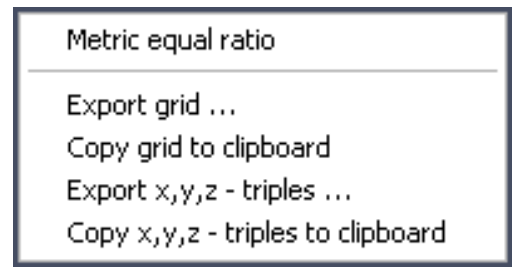 Metric equal ratio
Export grid ...
Copy grid to clipboard
Export x,y,z - triples ...
Copy x,y,z - triples to clipboard